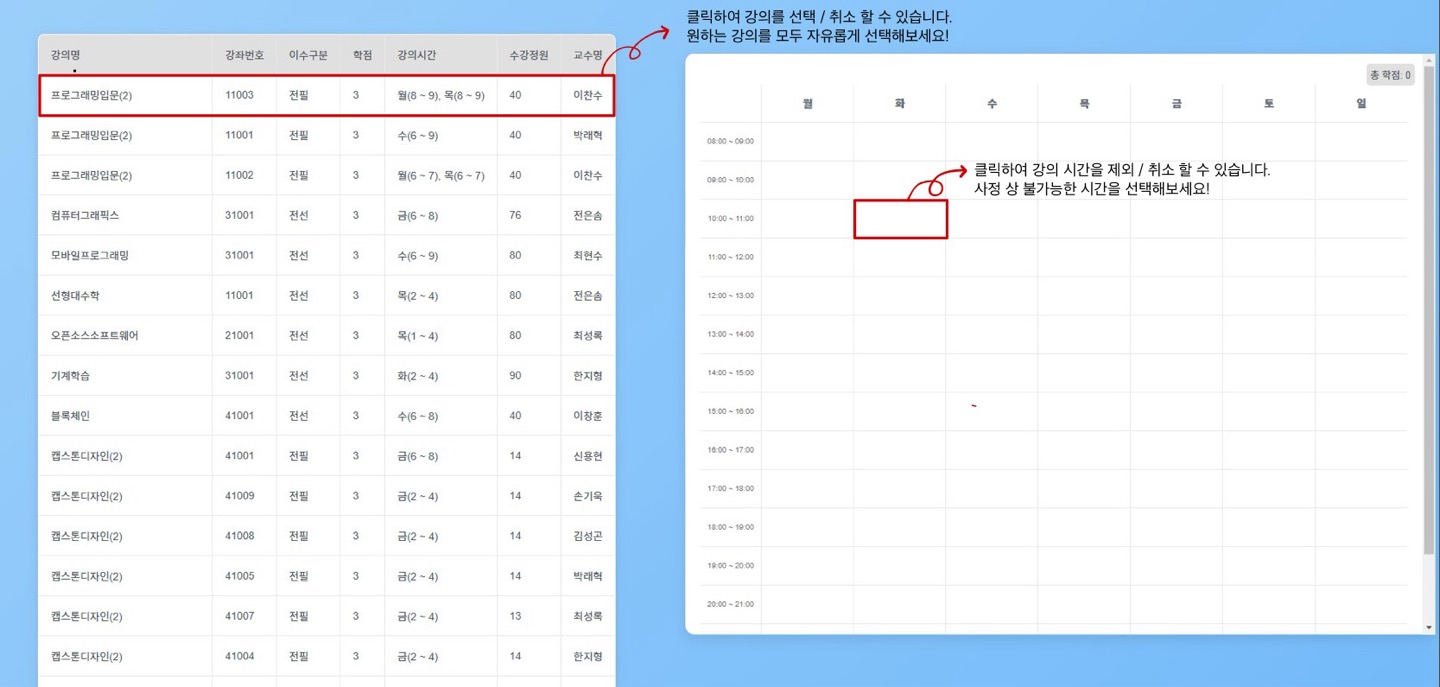 클릭하여 강의를 선택 / 취소 할 수 있습니다.
원하는 강의를 모두 자유롭게 선택해보세요!
강의명 강좌번호 이수구분 학점 강의시간 수강정원 교수명
프로그래밍입문(2) 11003 전필 3 월(8 ~ 9), 목(8 ~ 9) 40 이찬수
프로그래밍입문(2) 11001 전필 3 수(6 ~ 9) 40 박래혁
프로그래밍입문(2) 11002 전필 3 월(6 ~ 7), 목(6 ~ 7) 40 이찬수
컴퓨터그래픽스 31001 전선 3 금(6 ~ 8) 76 전은솜
모바일프로그래밍 31001 전선 3 수(6 ~ 9) 80 최현수
선형대수학 11001 전선 3 목(2 ~ 4) 80 전은솜
오픈소스소프트웨어 21001 전선 3 목(1 ~ 4) 80 최성록
기계학습 31001 전선 3 화(2 ~ 4) 90 한지형
블록체인 41001 전선 3 수(6 ~ 8) 40 이창훈
캡스톤디자인(2) 41001 전필 3 금(6 ~ 8) 14 신용현
캡스톤디자인(2) 41009 전필 3 금(2 ~ 4) 14 손기욱
캡스톤디자인(2) 41008 전필 3 금(2 ~ 4) 14 김성곤
캡스톤디자인(2) 41005 전필 3 금(2 ~ 4) 14 박래혁
캡스톤디자인(2) 41007 전필 3 금(2 ~ 4) 13 최성록
캡스톤디자인(2) 41004 전필 3 금(2 ~ 4) 14 한지형
총 학점: 0
월 화 수 목 금 토 일
08:00 ~ 09:00
클릭하여 강의 시간을 제외 / 취소 할 수 있습니다.
사정 상 불가능한 시간을 선택해보세요!
09:00 ~ 10:00
10:00 ~ 11:00
11:00 ~ 12:00
12:00 ~ 13:00
13:00 ~ 14:00
14:00 ~ 15:00
15:00 ~ 16:00
16:00 ~ 17:00
17:00 ~ 18:00
18:00 ~ 19:00
19:00 ~ 20:00
20:00 ~ 21:00